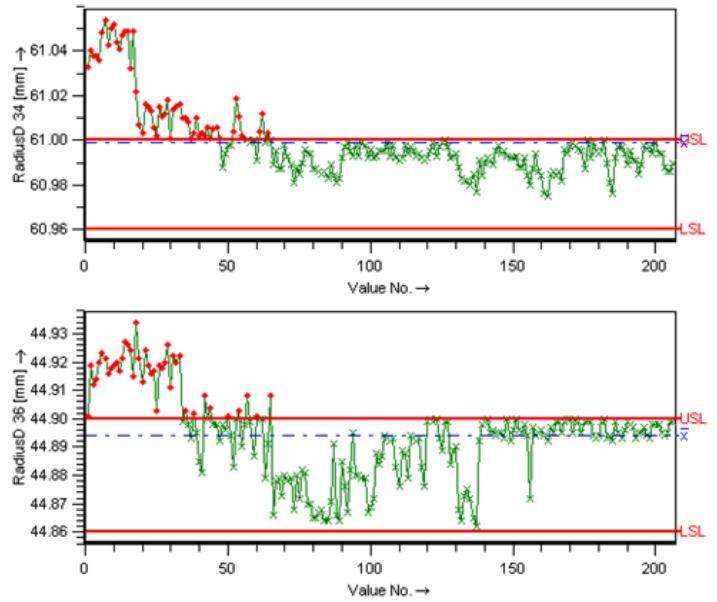 RadiusD 34 [mm] →
61.04
61.02
61.00
60.98
60.96
USL
x
LSL
0 50 100 150 200
Value No. →
RadiusD 36 [mm] →
44.93
44.92
44.91
44.90
44.89
44.88
44.87
44.86
USL
x
LSL
0 50 100 150 200
Value No. →